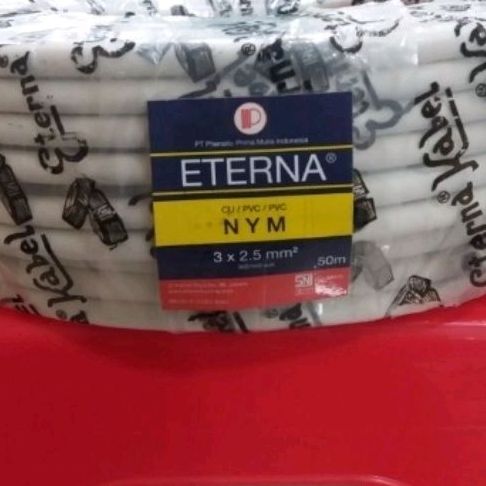 PT Phanata Prima Mulia Indonesia
ETERNA®
CU / PVC / PVC
NYM
3 x 2.5 mm²
50m
SNI
Eterna
Kabel
Eterna Kabel